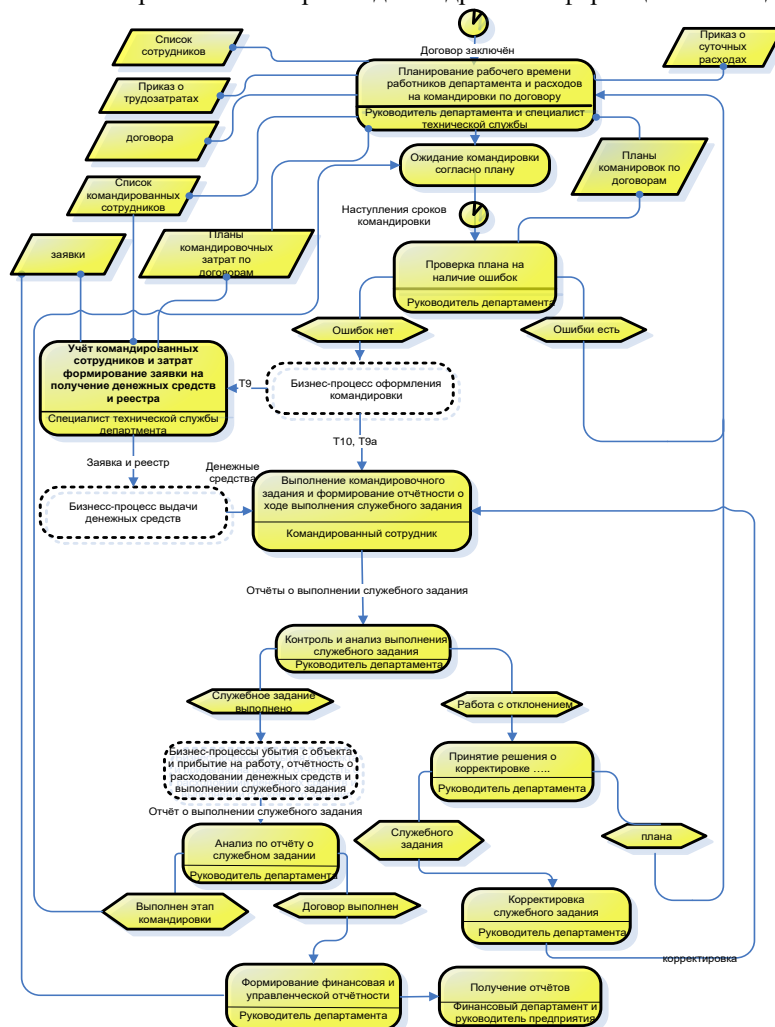 Список
сотрудников
Договор заключён
Приказ о
суточных
расходах
Приказ о
трудозатратах
Планирование рабочего времени
работников департамента и расходов
на командировки по договору
Руководитель департамента и специалист
технической службы
договора
Ожидание командировки
согласно плану
Планы
команировок по
договорам
Список
командированных
сотрудников
Наступления сроков
командировки
заявки
Планы
командировочных
затрат по
договорам
Проверка плана на
наличие ошибок
Руководитель департамента
Ошибок нет
Ошибки есть
Учёт командированных
сотрудников и затрат
формирование заявки на
получение денежных средств
и реестра
Специалист технической службы
департмента
Т9
Бизнес-процесс оформления
командировки
Т10, Т9а
Заявка и реестр
Денежные
средства
Бизнесс-процесс выдачи
денежных средств
Выполнение командировочного
задания и формирование отчётности о
ходе выполнения служебного задания
Командированный сотрудник
Отчёты о выполнении служебного задания
Контроль и анализ выполнения
служебного задания
Руководитель департамента
Служебное задание
выполнено
Работа с отклонением
Бизнес-процессы убытия с объекта
и прибытие на работу, отчётность о
расходовании денежных средств и
выполнении служебного задания
Принятие решения о
корректировке …..
Руководитель департамента
Отчёт о выполнении служебного задания
Анализ по отчёту о
служебном задании
Руководитель департамента
Служебного
задания
плана
Выполнен этап
командировки
Договор выполнен
Корректировка
служебного задания
Руководитель департамента
корректировка
Формирование финансовая и
управленческой отчётности
Руководитель департамента
Получение отчётов
Финансовый департамент и
руководитель предприятия